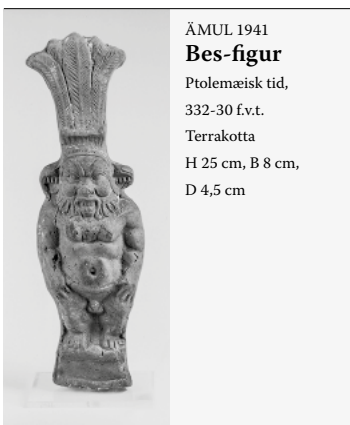 ÄMUL 1941
Bes-figur
Ptolemæisk tid,
332-30 f.v.t.
Terrakotta
H 25 cm, B 8 cm,
D 4,5 cm